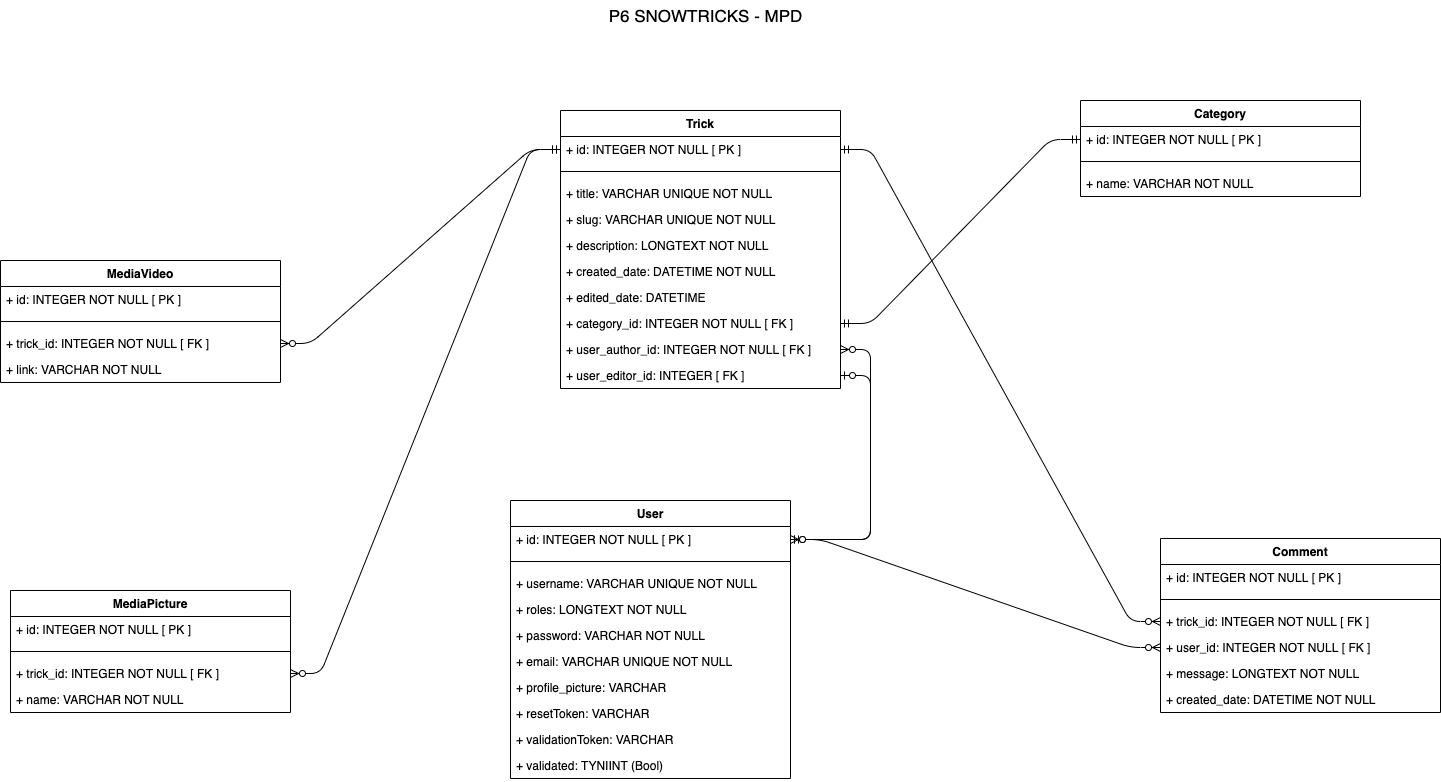 P6 SNOWTRICKS - MPD
Trick
+ id: INTEGER NOT NULL [ PK ]
+ title: VARCHAR UNIQUE NOT NULL
+ slug: VARCHAR UNIQUE NOT NULL
+ description: LONGTEXT NOT NULL
+ created_date: DATETIME NOT NULL
+ edited_date: DATETIME
+ category_id: INTEGER NOT NULL [ FK ]
+ user_author_id: INTEGER NOT NULL [ FK ]
+ user_editor_id: INTEGER [ FK ]
Category
+ id: INTEGER NOT NULL [ PK ]
+ name: VARCHAR NOT NULL
MediaVideo
+ id: INTEGER NOT NULL [ PK ]
+ trick_id: INTEGER NOT NULL [ FK ]
+ link: VARCHAR NOT NULL
MediaPicture
+ id: INTEGER NOT NULL [ PK ]
+ trick_id: INTEGER NOT NULL [ FK ]
+ name: VARCHAR NOT NULL
User
+ id: INTEGER NOT NULL [ PK ]
+ username: VARCHAR UNIQUE NOT NULL
+ roles: LONGTEXT NOT NULL
+ password: VARCHAR NOT NULL
+ email: VARCHAR UNIQUE NOT NULL
+ profile_picture: VARCHAR
+ resetToken: VARCHAR
+ validationToken: VARCHAR
+ validated: TYNIINT (Bool)
Comment
+ id: INTEGER NOT NULL [ PK ]
+ trick_id: INTEGER NOT NULL [ FK ]
+ user_id: INTEGER NOT NULL [ FK ]
+ message: LONGTEXT NOT NULL
+ created_date: DATETIME NOT NULL